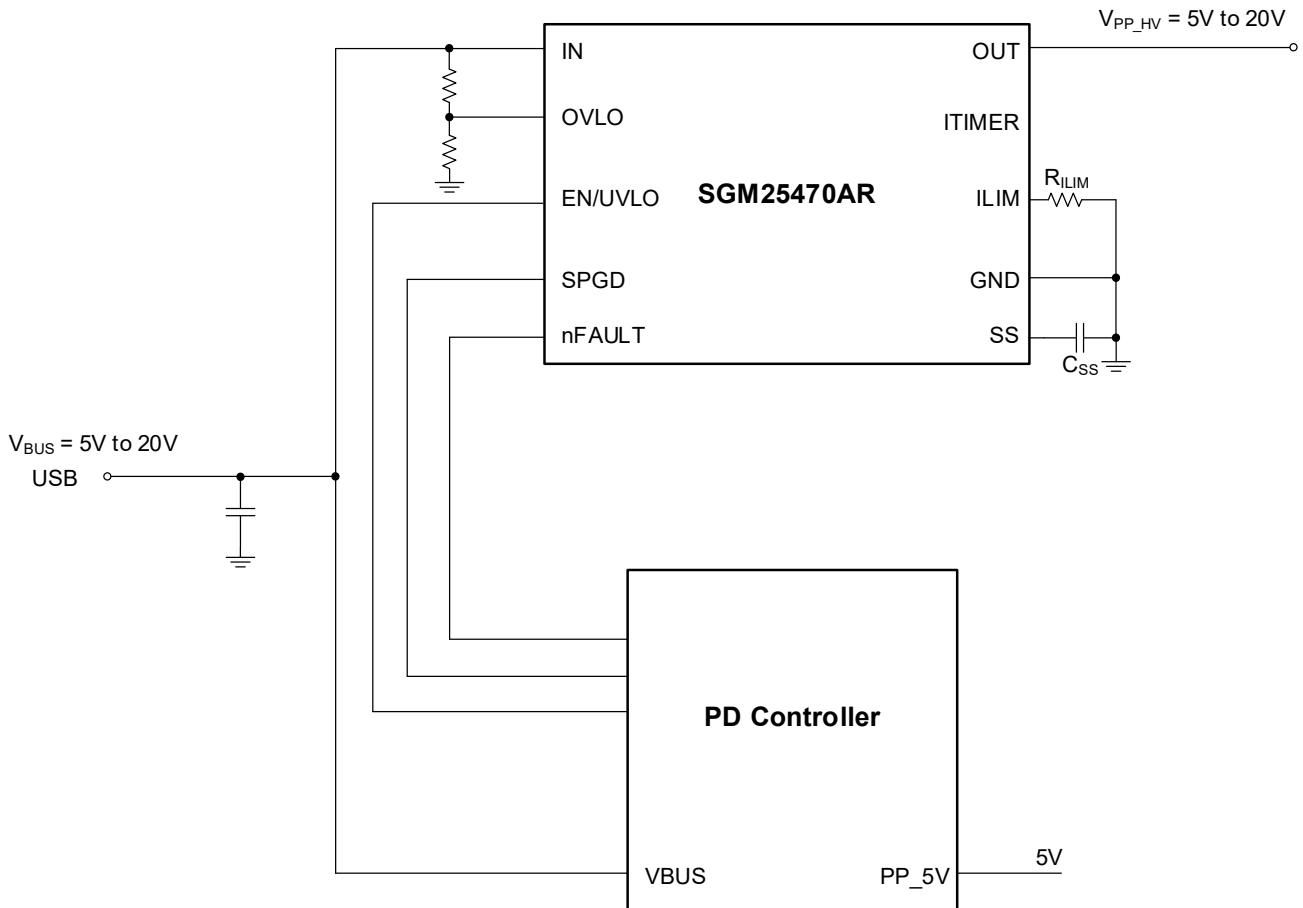 V_PP_HV = 5V to 20V
IN
OUT
OVLO
ITIMER
R_ILIM
EN/UVLO
SGM25470AR
ILIM
SPGD
GND
nFAULT
SS
C_SS
V_BUS = 5V to 20V
USB
PD Controller
5V
VBUS
PP_5V